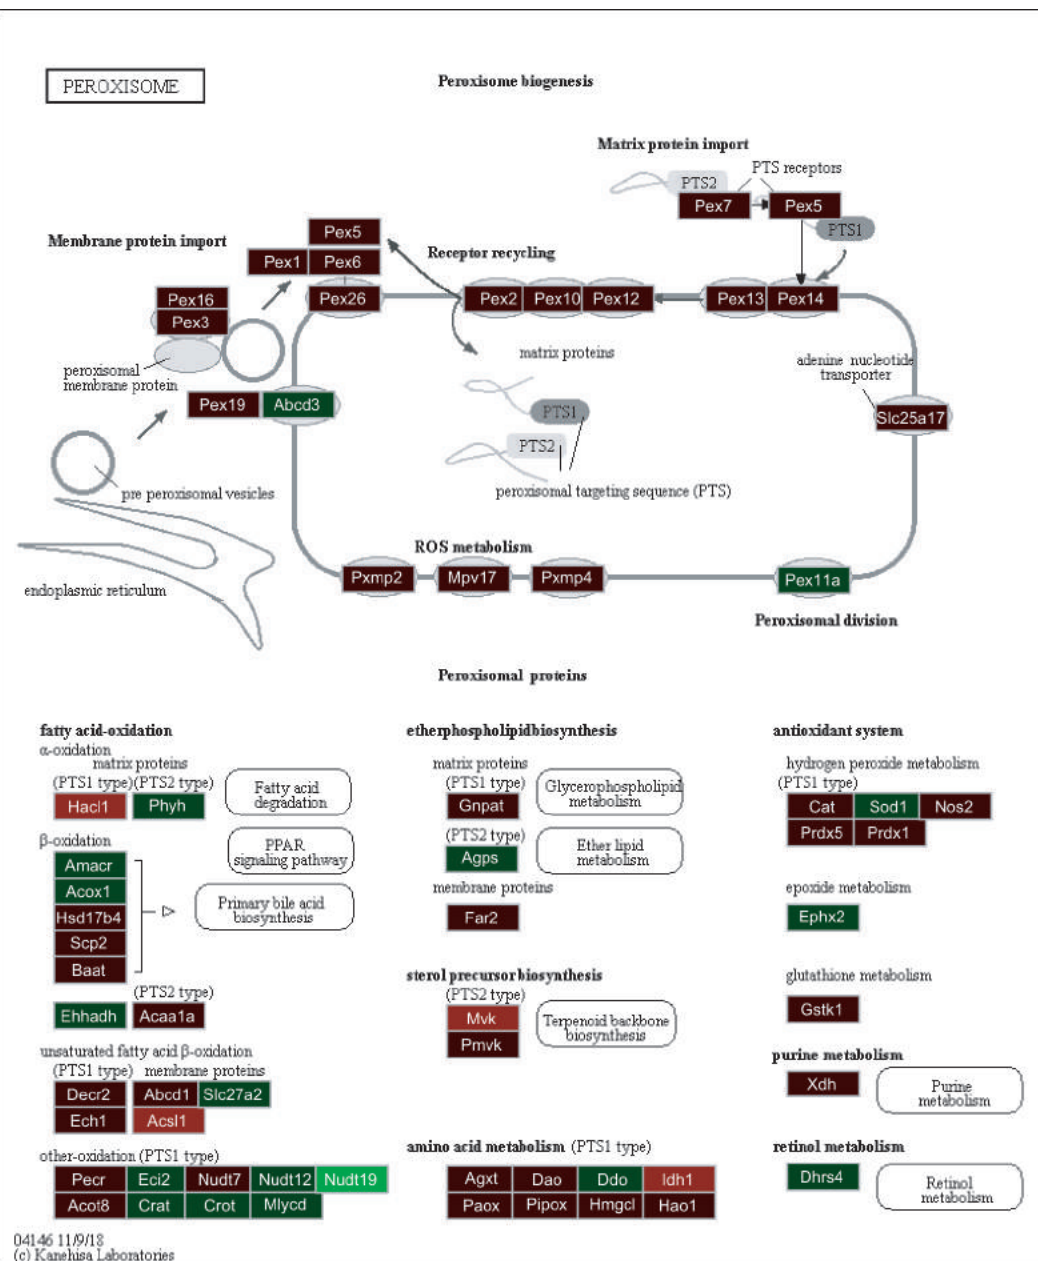 PEROXISOME
Peroxisome biogenesis
Matrix protein import
PTS receptors
PTS2
Pex7
Pex5
PTS1
Membrane protein import
Pex5
Pex1
Pex6
Receptor recycling
Pex16
Pex3
Pex26
Pex2
Pex10
Pex12
Pex13
Pex14
peroxisomal
membrane protein
matrix proteins
adenine nucleotide
transporter
Pex19
Abcd3
PTS1
Slc25a17
PTS2
pre peroxisomal vesicles
peroxisomal targeting sequence (PTS)
ROS metabolism
endoplasmic reticulum
Pxmp2
Mpv17
Pxmp4
Pex11a
Peroxisomal division
Peroxisomal proteins
fatty acid-oxidation
α-oxidation
matrix proteins
(PTS1 type)(PTS2 type)
Hacl1
Phyh
Fatty acid
degradation
β-oxidation
PPAR
signaling pathway
Amacr
Acox1
Hsd17b4
Scp2
Baat
Primary bile acid
biosynthesis
(PTS2 type)
Ehhadh
Acaa1a
unsaturated fatty acid β-oxidation
(PTS1 type) membrane proteins
Decr2
Abcd1
Slc27a2
Ech1
Acsl1
other-oxidation (PTS1 type)
Pecr
Eci2
Nudt7
Nudt12
Nudt19
Acot8
Crat
Crot
Mlycd
etherphospholipidbiosynthesis
matrix proteins
(PTS1 type)
Gnpat
Glycerophospholipid
metabolism
(PTS2 type)
Agps
Ether lipid
metabolism
membrane proteins
Far2
sterol precursor biosynthesis
(PTS2 type)
Mvk
Pmvk
Terpenoid backbone
biosynthesis
amino acid metabolism (PTS1 type)
Agxt
Dao
Ddo
Idh1
Paox
Pipox
Hmgcl
Hao1
antioxidant system
hydrogen peroxide metabolism
(PTS1 type)
Cat
Sod1
Nos2
Prdx5
Prdx1
epoxide metabolism
Ephx2
glutathione metabolism
Gstk1
purine metabolism
Xdh
Purine
metabolism
retinol metabolism
Dhrs4
Retinol
metabolism
04146 11/9/18
(c) Kanehisa Laboratories